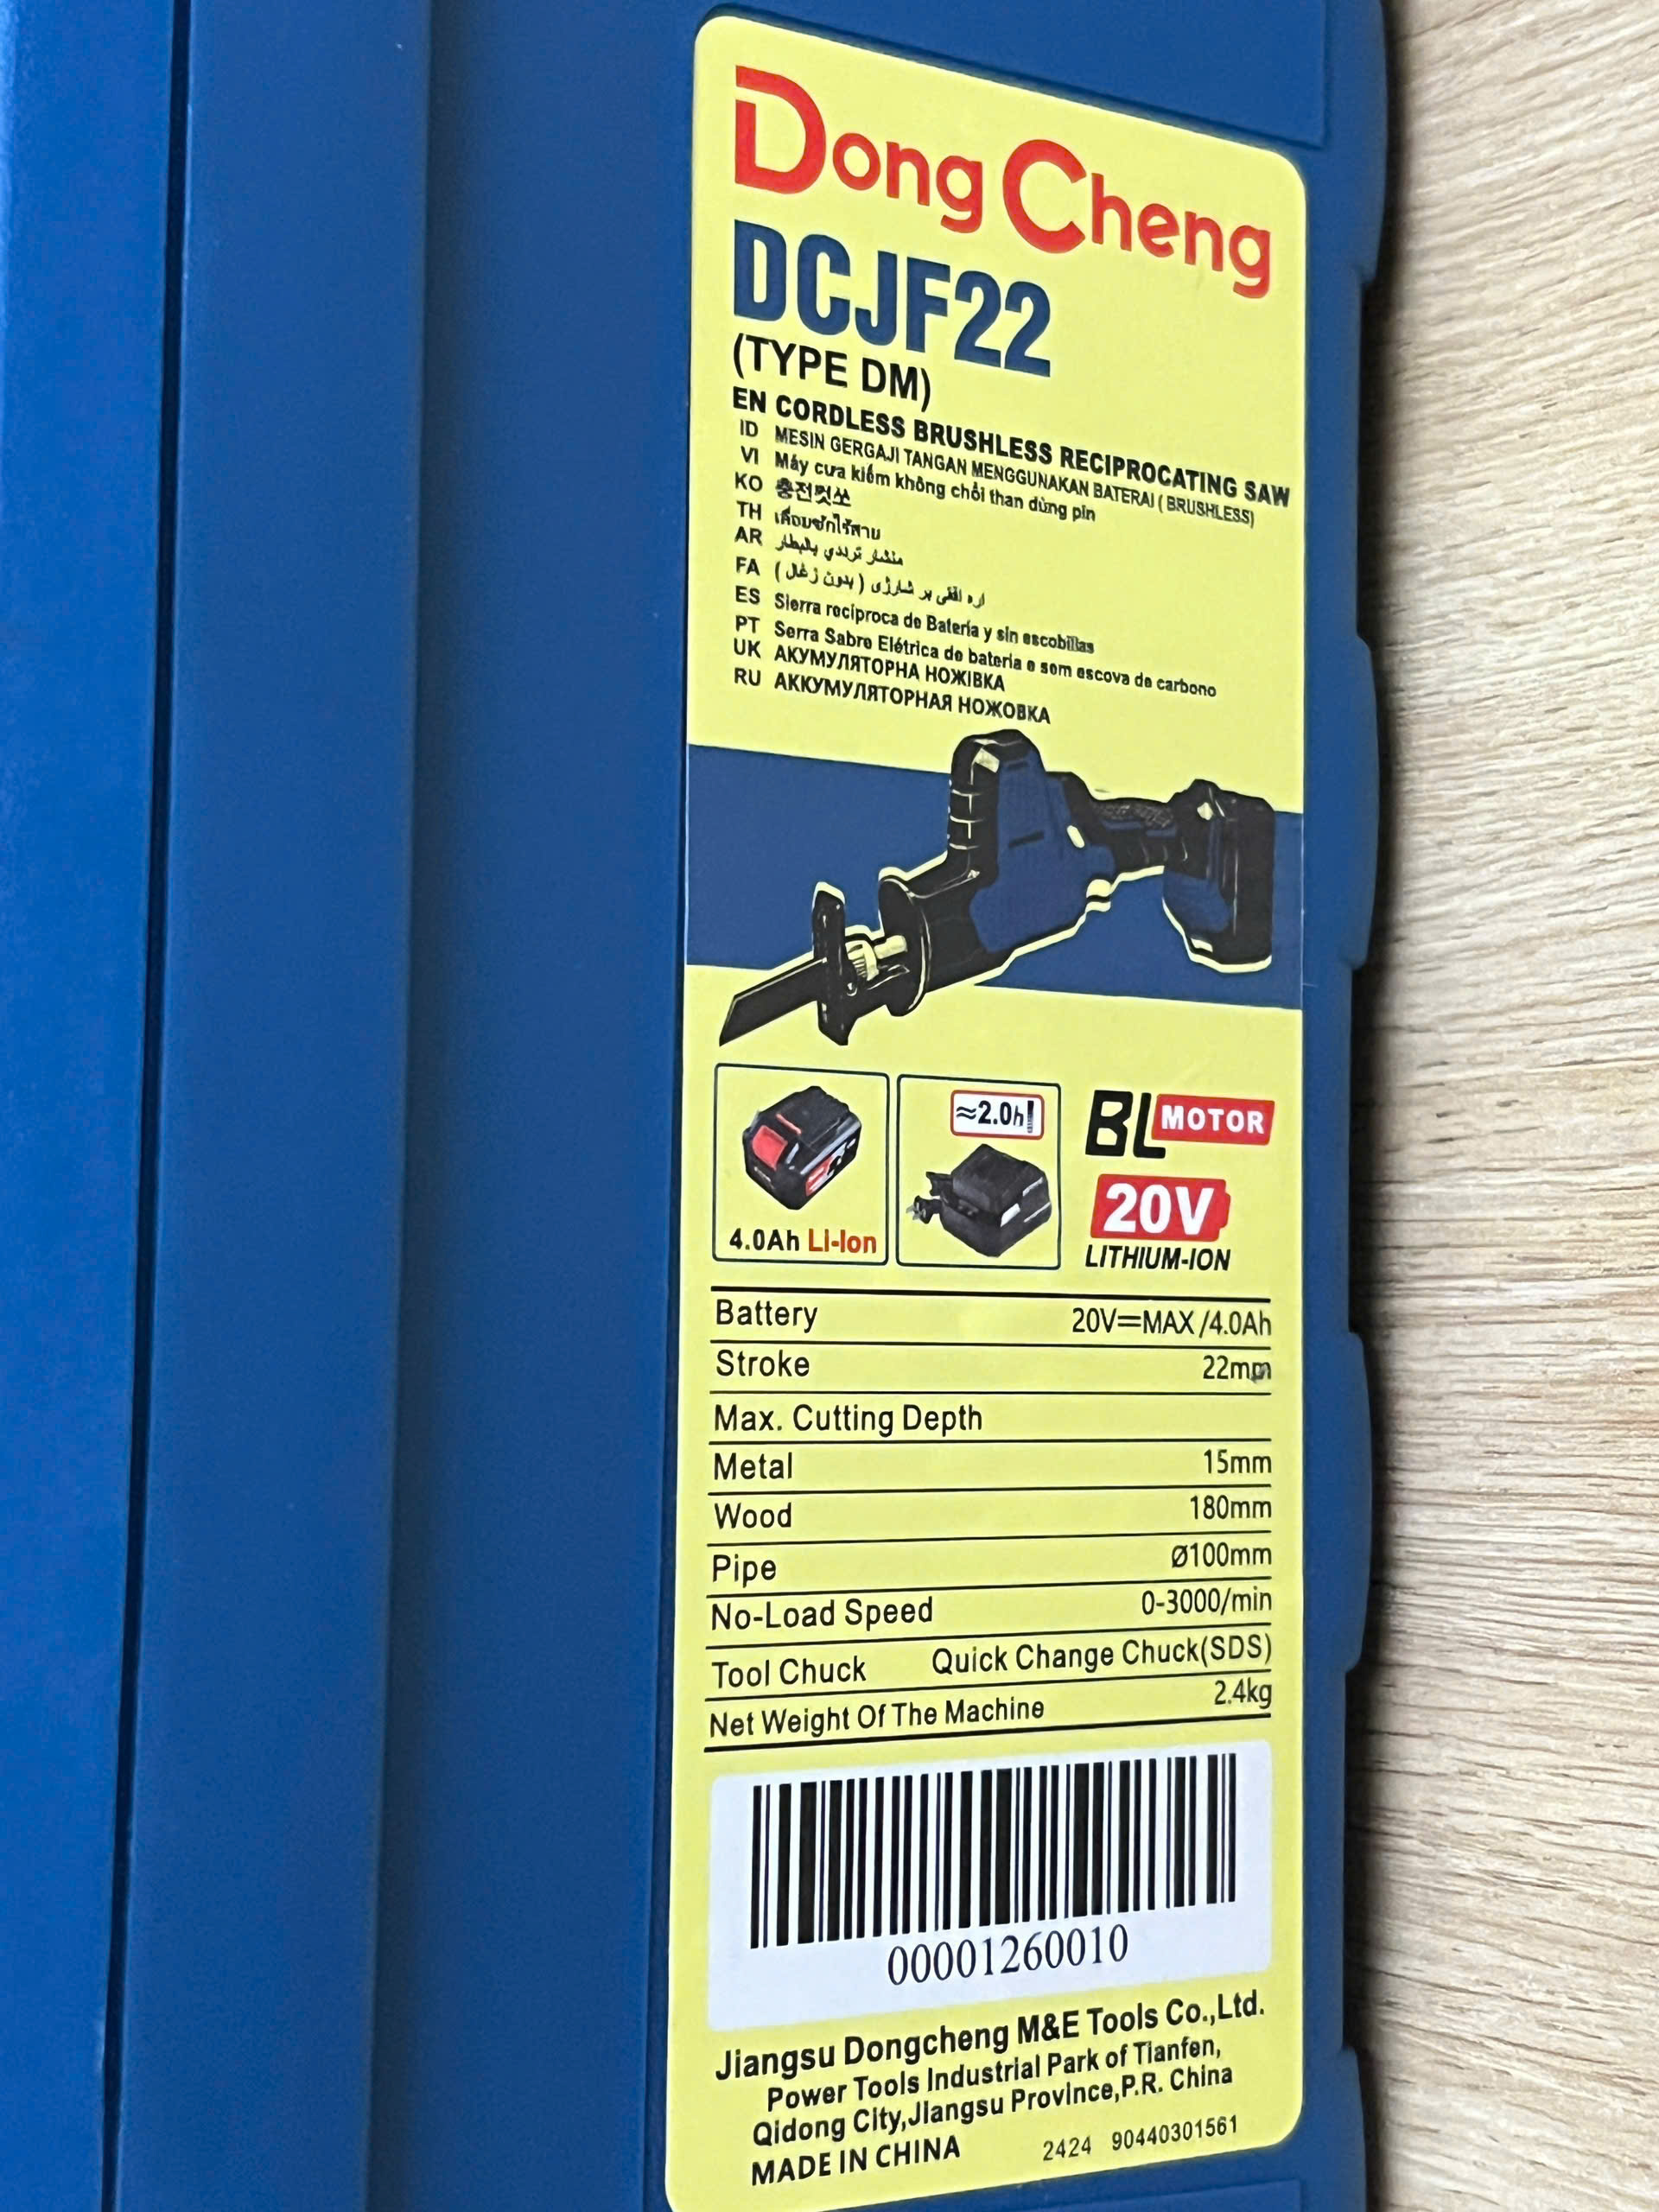 DongCheng
DCJF22
(TYPE DM)
EN CORDLESS BRUSHLESS RECIPROCATING SAW
ID MESIN GERGAJI TANGAN MENGGUNAKAN BATERAI ( BRUSHLESS)
VI Máy cưa kiếm không chổi than dùng pin
KO 충전컷쏘
TH เลื่อยชักไร้สาย
AR منشار ترددي بالبطار
FA اره افقی بر شارژی ( بدون زغال )
ES Sierra recíproca de Batería y sin escobillas
PT Serra Sabre Elétrica de bateria e sem escova de carbono
UK АКУМУЛЯТОРНА НОЖІВКА
RU АККУМУЛЯТОРНАЯ НОЖОВКА
≈2.0h
BL MOTOR
20V
4.0Ah Li-Ion
LITHIUM-ION
Battery 20V⎓MAX /4.0Ah
Stroke 22mm
Max. Cutting Depth
Metal 15mm
Wood 180mm
Pipe Ø100mm
No-Load Speed 0-3000/min
Tool Chuck Quick Change Chuck(SDS)
Net Weight Of The Machine 2.4kg
00001260010
Jiangsu Dongcheng M&E Tools Co.,Ltd.
Power Tools Industrial Park of Tianfen,
Qidong City,Jiangsu Province,P.R. China
MADE IN CHINA 2424 90440301561